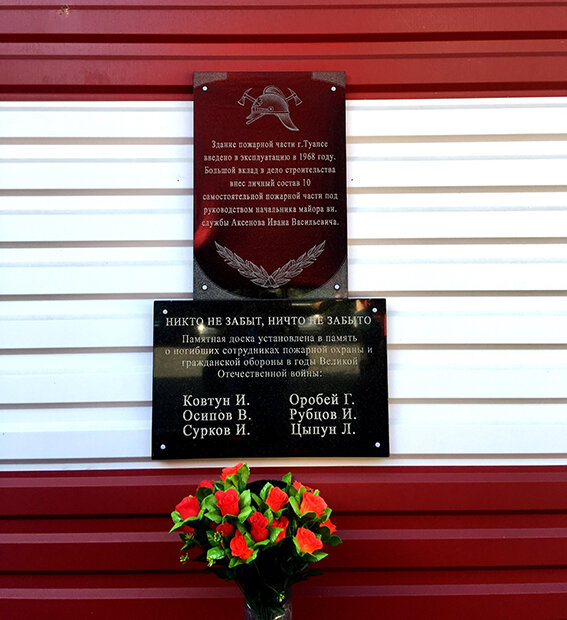 Здание пожарной части г.Туапсе
введено в эксплуатацию в 1968 году.
Большой вклад в дело строительства
внес личный состав 10
самостоятельной пожарной части под
руководством начальника майора вн.
службы Аксенова Ивана Васильевича.
НИКТО НЕ ЗАБЫТ, НИЧТО НЕ ЗАБЫТО
Памятная доска установлена в память
о погибших сотрудниках пожарной охраны и
гражданской обороны в годы Великой
Отечественной войны:
Ковтун И. Оробей Г.
Осипов В. Рубцов И.
Сурков И. Цыпун Л.